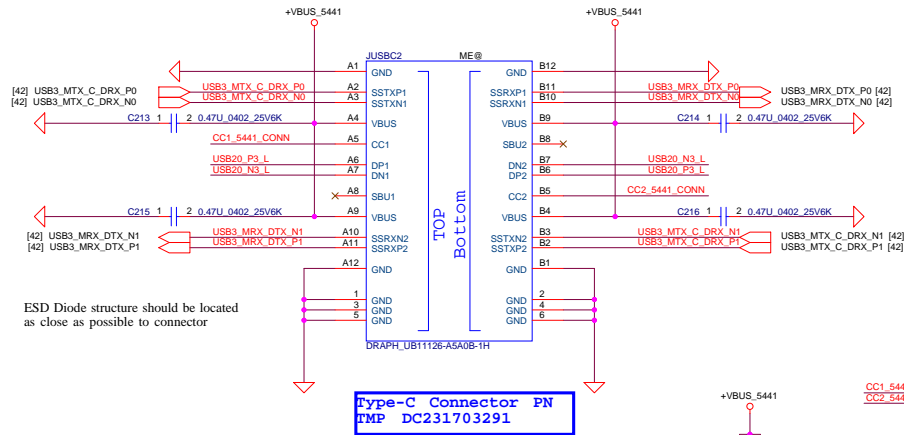 +VBUS_5441 +VBUS_5441
JUSBC2 ME@
A1 GND GND B12
[42] USB3_MTX_C_DRX_P0 USB3_MTX_C_DRX_P0 A2 SSTXP1 SSRXP1 B11 USB3_MRX_DTX_P0 USB3_MRX_DTX_P0 [42]
[42] USB3_MTX_C_DRX_N0 USB3_MTX_C_DRX_N0 A3 SSTXN1 SSRXN1 B10 USB3_MRX_DTX_N0 USB3_MRX_DTX_N0 [42]
C213 1 2 0.47U_0402_25V6K A4 VBUS VBUS B9 C214 1 2 0.47U_0402_25V6K
CC1_5441_CONN A5 CC1 SBU2 B8
USB20_P3_L A6 DP1 DN2 B7 USB20_N3_L
USB20_N3_L A7 DN1 DP2 B6 USB20_P3_L
A8 SBU1 CC2 B5 CC2_5441_CONN
C215 1 2 0.47U_0402_25V6K A9 VBUS VBUS B4 C216 1 2 0.47U_0402_25V6K
[42] USB3_MRX_DTX_N1 USB3_MRX_DTX_N1 A10 SSRXN2 SSTXN2 B3 USB3_MTX_C_DRX_N1 USB3_MTX_C_DRX_N1 [42]
[42] USB3_MRX_DTX_P1 USB3_MRX_DTX_P1 A11 SSRXP2 SSTXP2 B2 USB3_MTX_C_DRX_P1 USB3_MTX_C_DRX_P1 [42]
A12 GND GND B1
TOP
Bottom
1 GND GND 2
3 GND GND 4
5 GND GND 6
DRAPH_UB11126-A5A0B-1H
ESD Diode structure should be located
as close as possible to connector
Type-C Connector PN
TMP DC231703291
+VBUS_5441
CC1_544
CC2_544